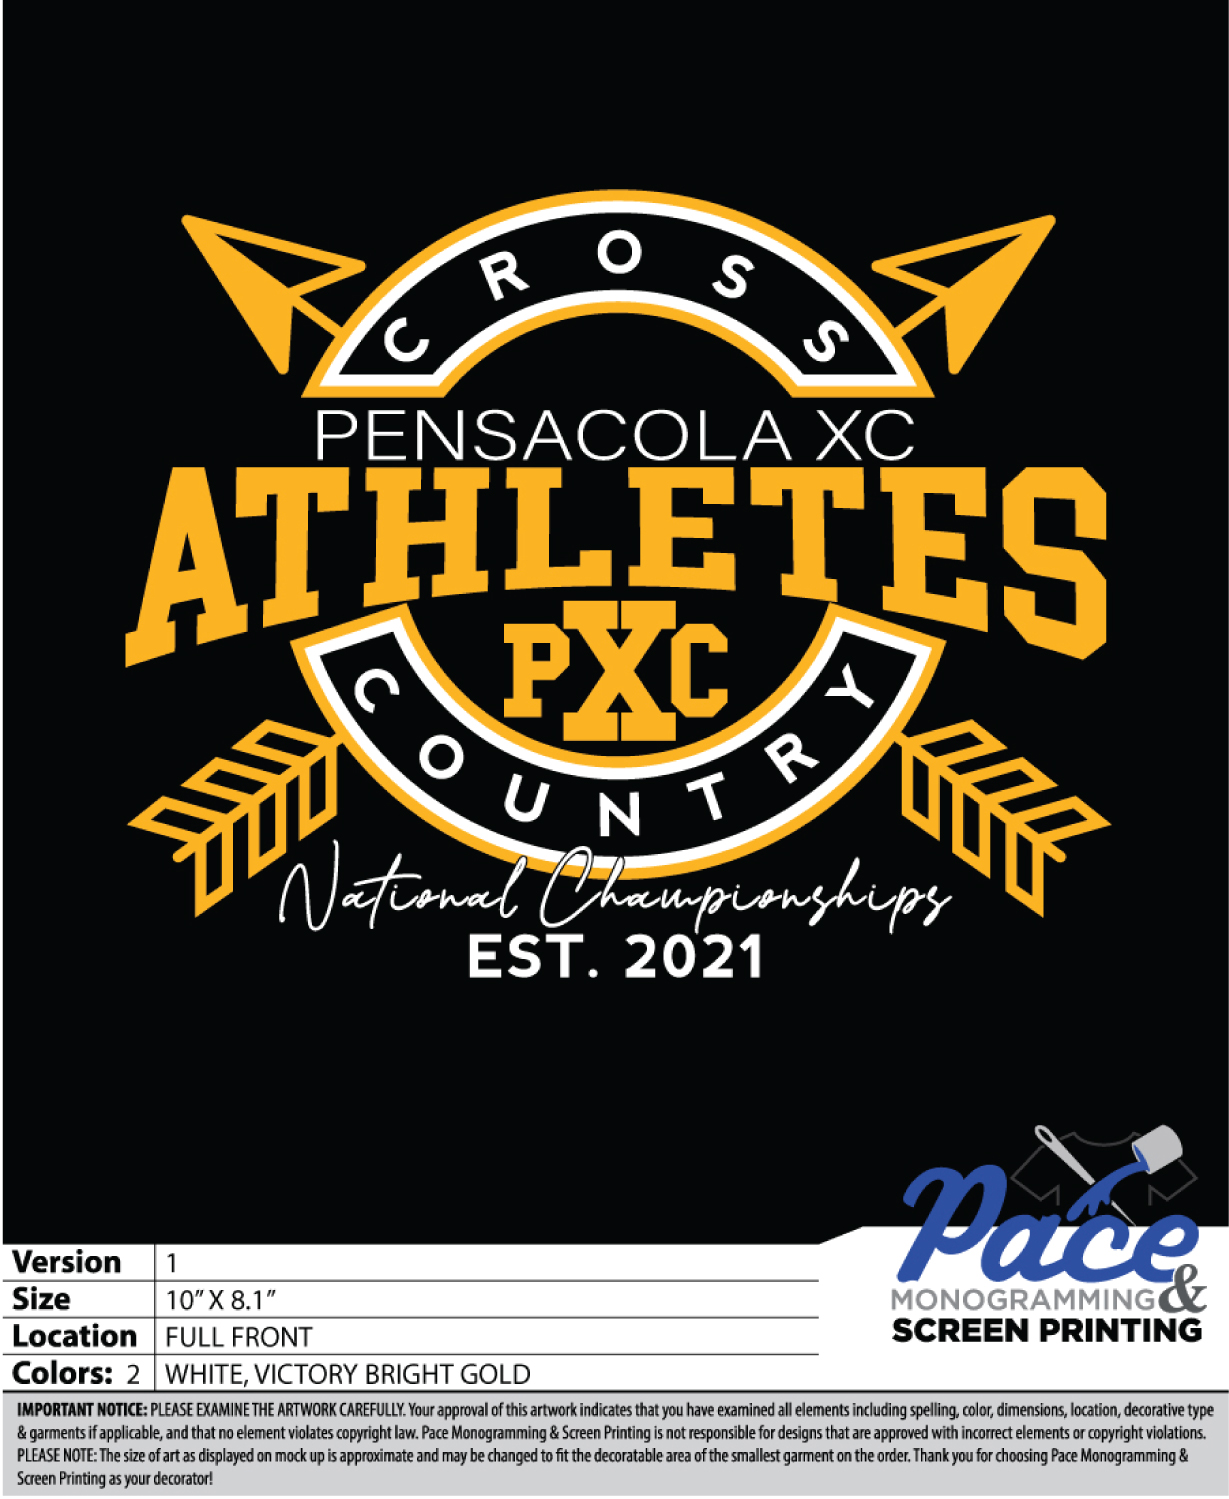 CROSS
PENSACOLA XC
ATHLETES
PXC
COUNTRY
National Championships
EST. 2021
Pace
MONOGRAMMING &
SCREEN PRINTING
Version 1
Size 10” X 8.1”
Location FULL FRONT
Colors: 2 WHITE, VICTORY BRIGHT GOLD
IMPORTANT NOTICE: PLEASE EXAMINE THE ARTWORK CAREFULLY. Your approval of this artwork indicates that you have examined all elements including spelling, color, dimensions, location, decorative type
& garments if applicable, and that no element violates copyright law. Pace Monogramming & Screen Printing is not responsible for designs that are approved with incorrect elements or copyright violations.
PLEASE NOTE: The size of art as displayed on mock up is approximate and may be changed to fit the decoratable area of the smallest garment on the order. Thank you for choosing Pace Monogramming &
Screen Printing as your decorator!